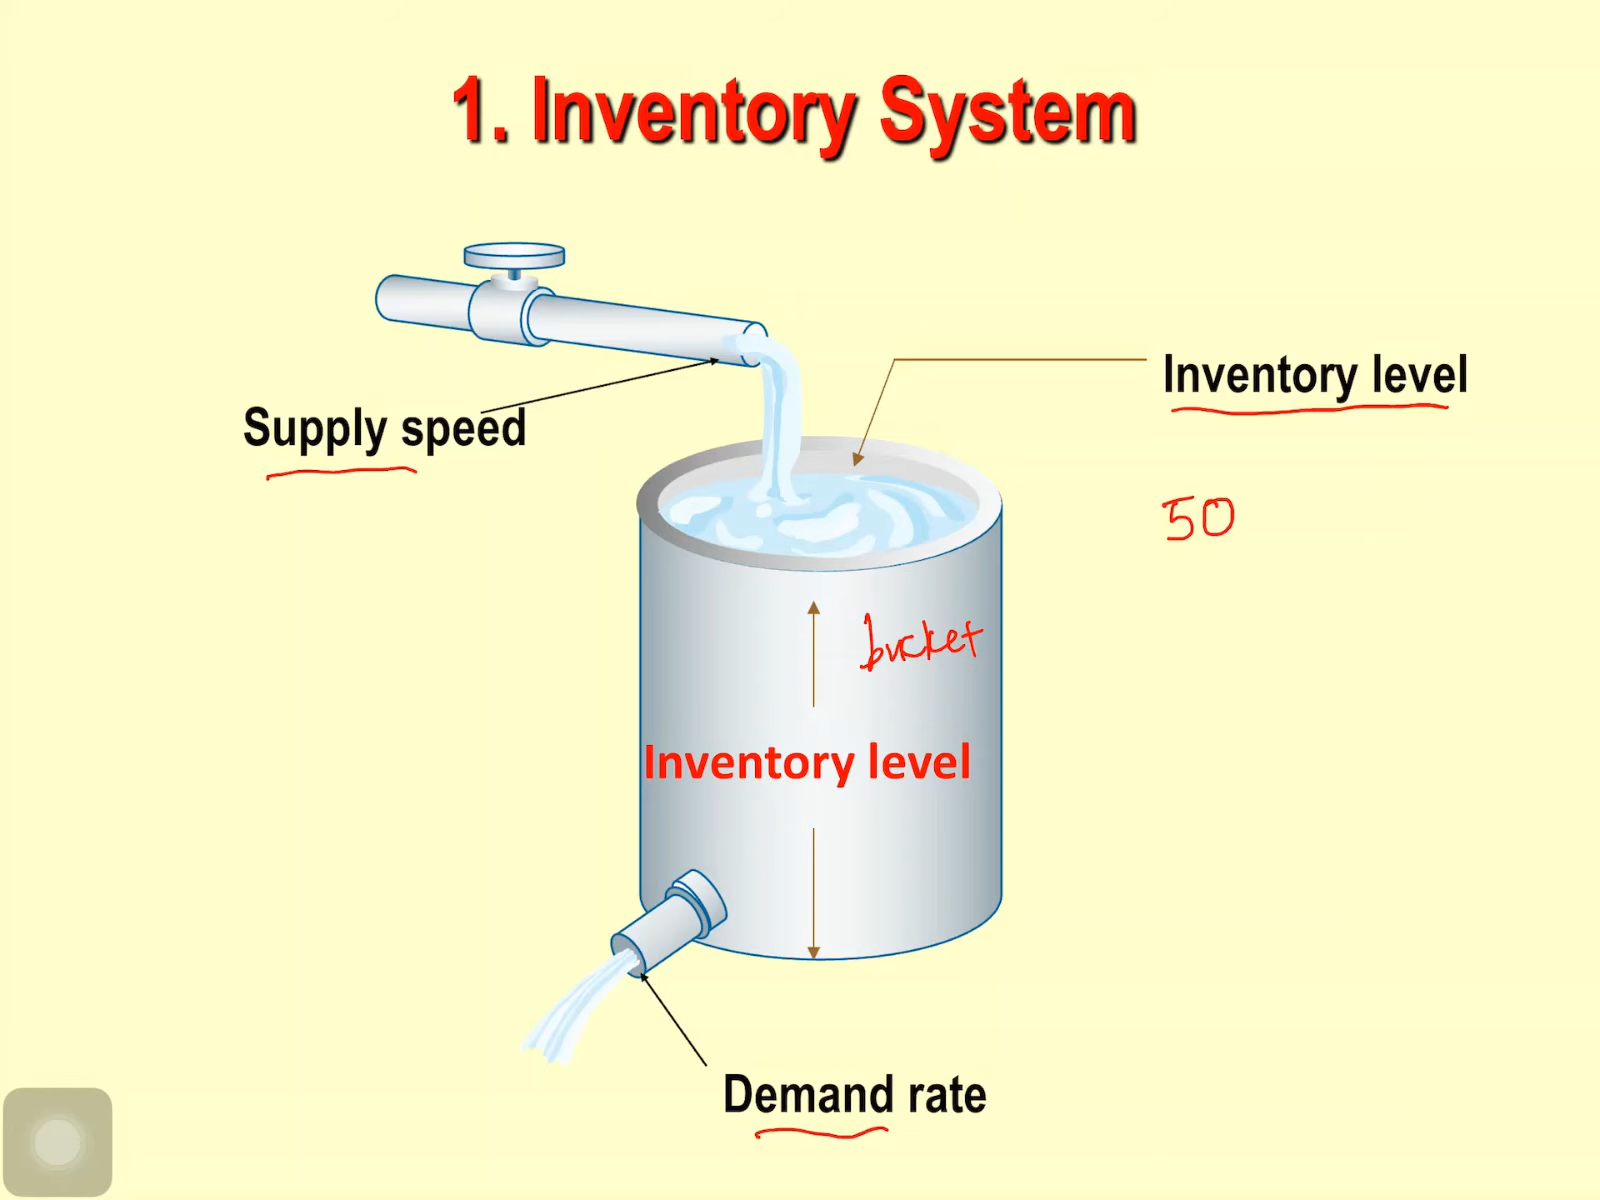 1. Inventory System
Inventory level
Supply speed
50
bucket
Inventory level
Demand rate